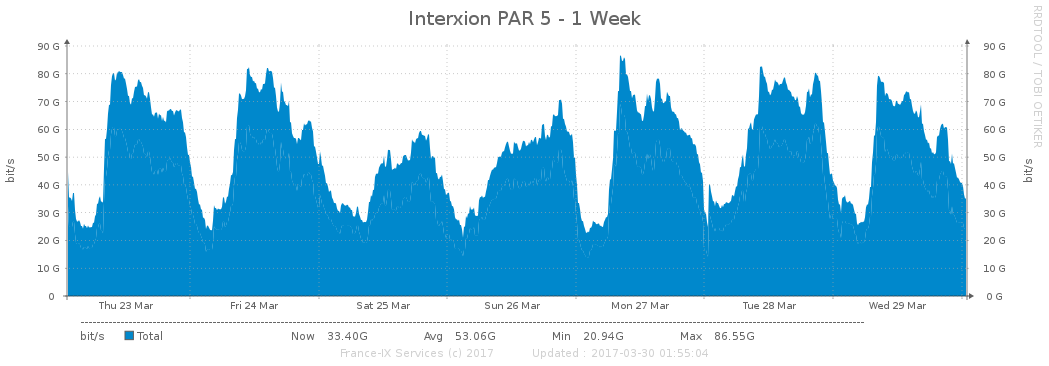 Interxion PAR 5 - 1 Week
RRDTOOL / TOBI OETIKER
90 G 90 G
80 G 80 G
70 G 70 G
60 G 60 G
50 G 50 G
40 G 40 G
30 G 30 G
20 G 20 G
10 G 10 G
0 0 G
bit/s bit/s
Thu 23 Mar Fri 24 Mar Sat 25 Mar Sun 26 Mar Mon 27 Mar Tue 28 Mar Wed 29 Mar
bit/s Total Now 33.40G Avg 53.06G Min 20.94G Max 86.55G
France-IX Services (c) 2017 Updated : 2017-03-30 01:55:04